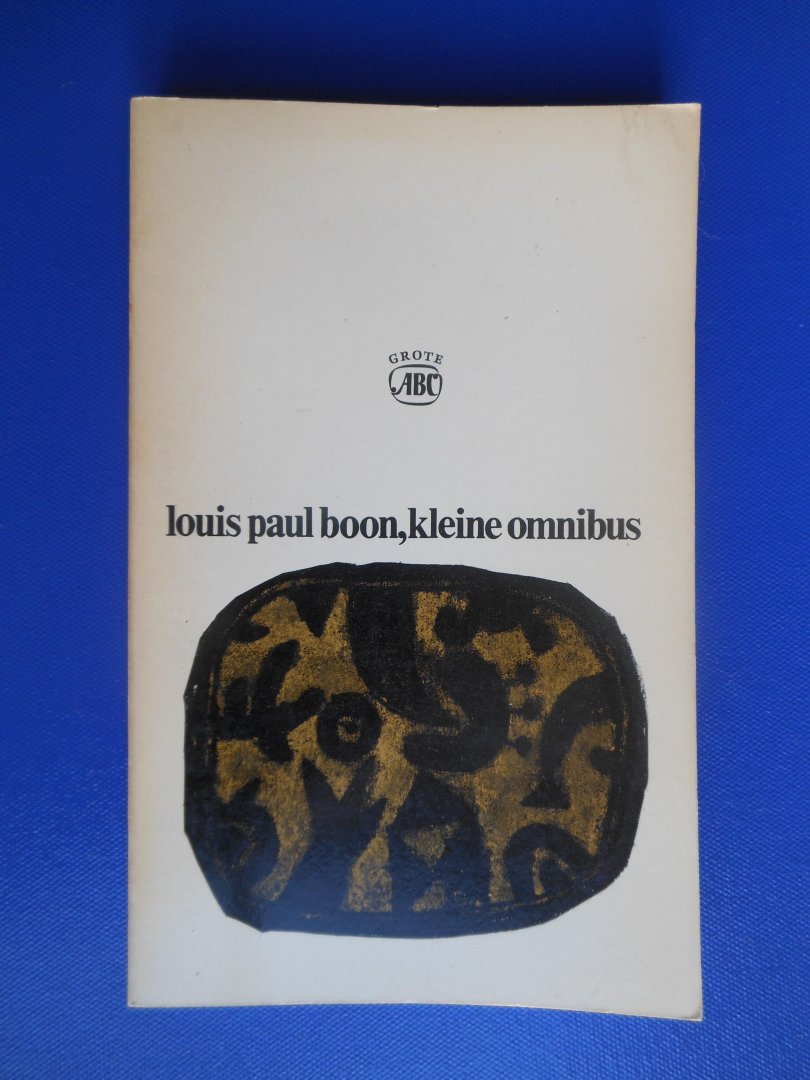 GROTE
ABC
louis paul boon, kleine omnibus